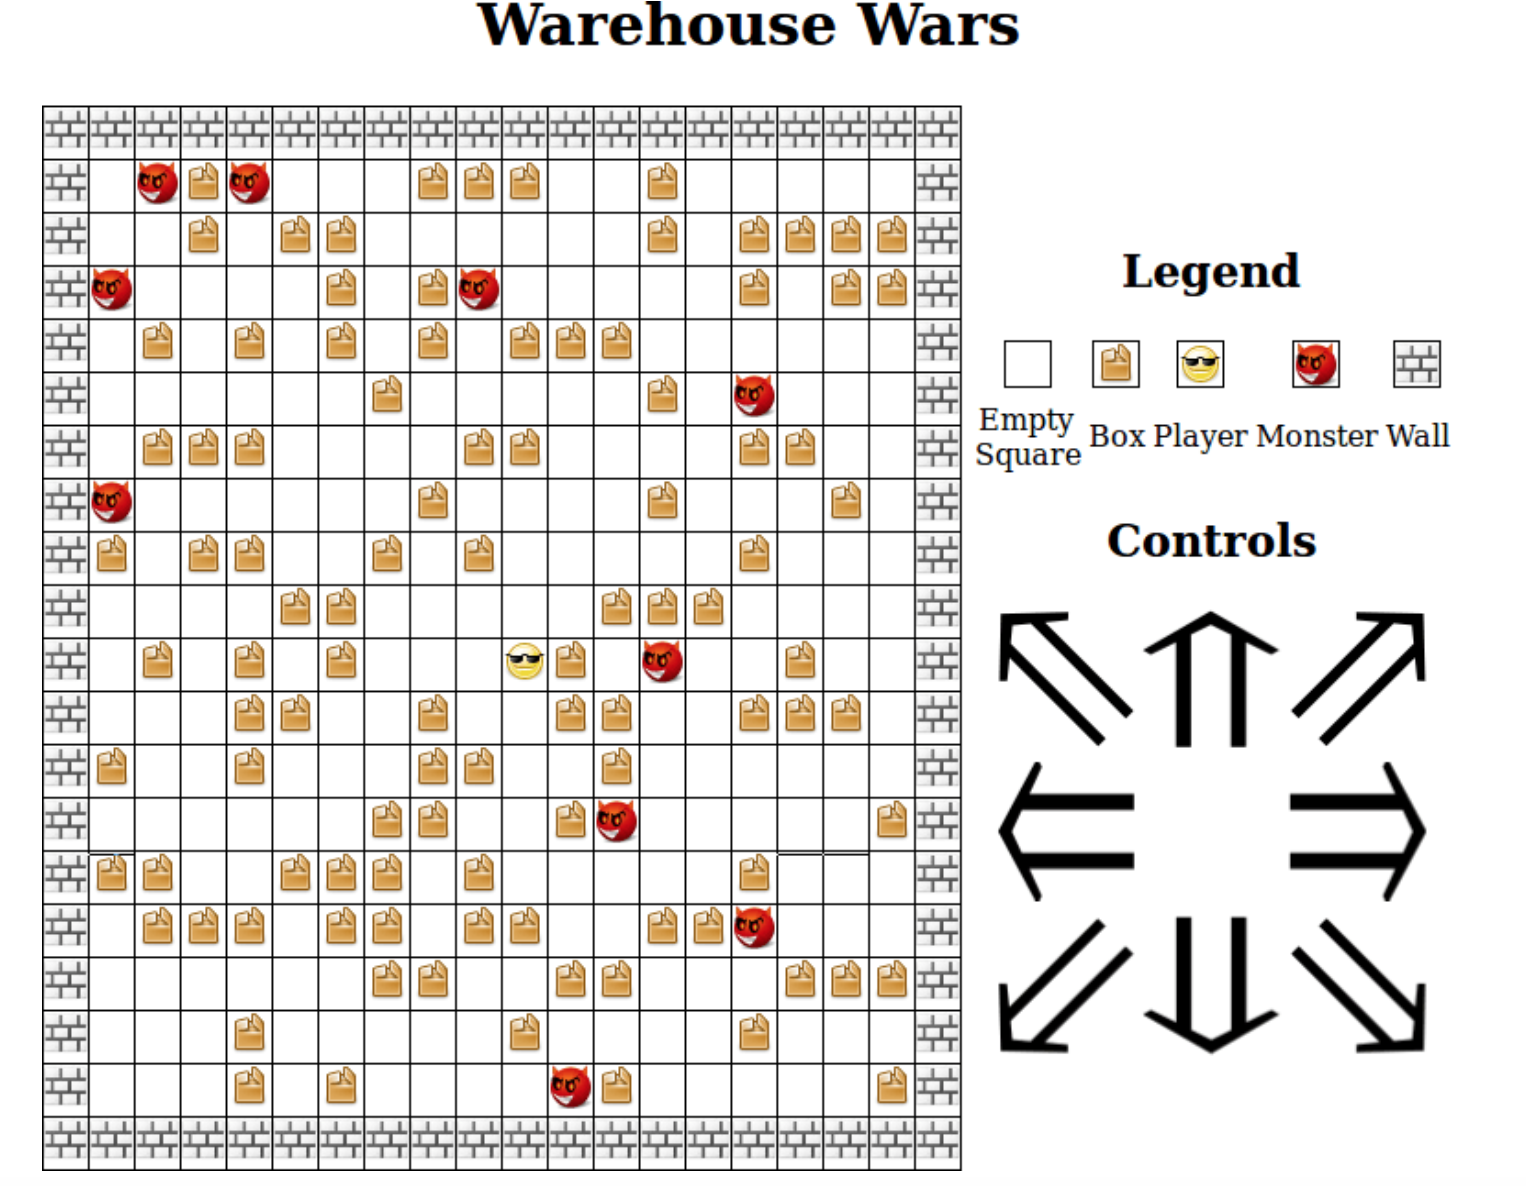 Warehouse Wars
Legend
Empty
Square
Box Player Monster Wall
Controls